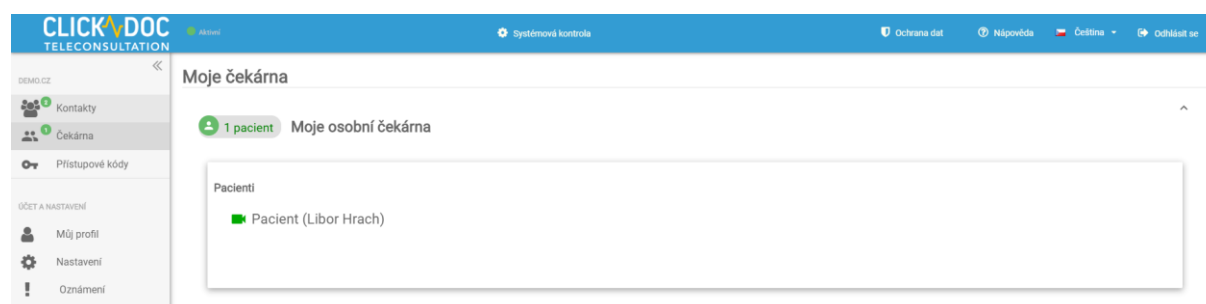 CLICK DOC
TELECONSULTATION
Aktivní
Systémová kontrola
Ochrana dat
Nápověda
Čeština
Odhlásit se
DEMO.CZ
2 Kontakty
1 Čekárna
Přístupové kódy
ÚČET A NASTAVENÍ
Můj profil
Nastavení
Oznámení
Moje čekárna
1 pacient Moje osobní čekárna
Pacienti
Pacient (Libor Hrach)